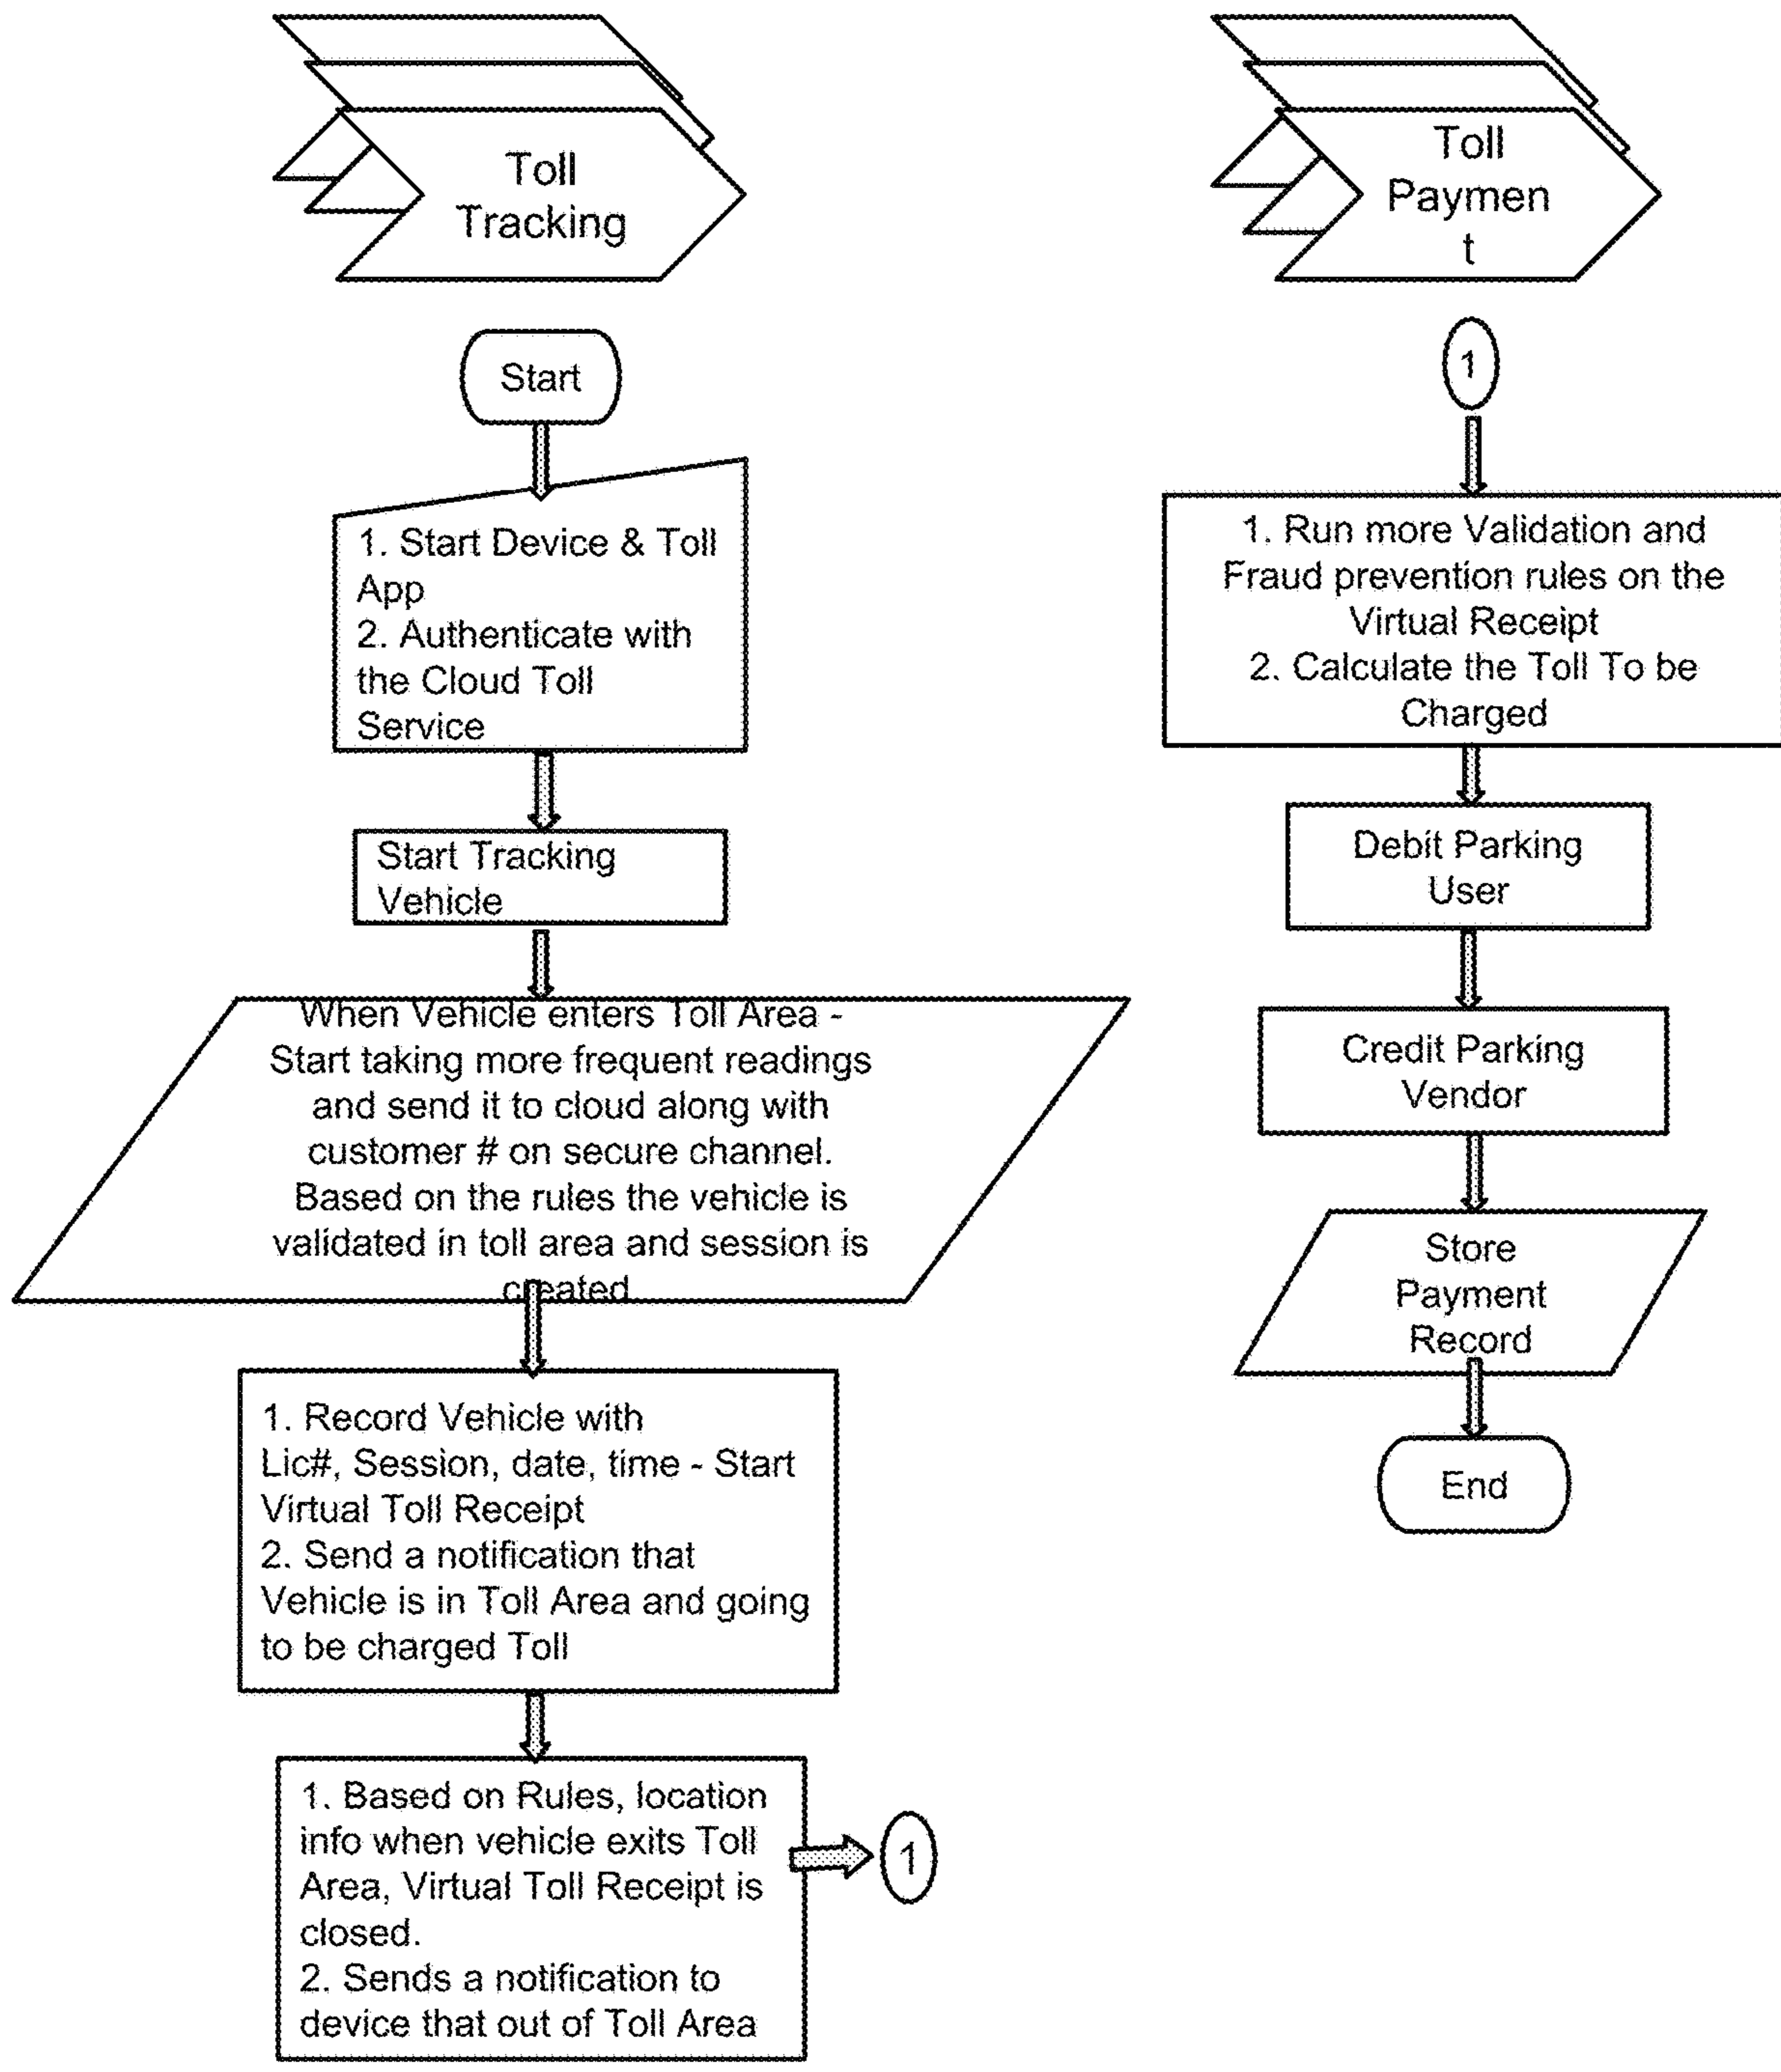 Toll
Tracking
Start
1. Start Device & Toll
App
2. Authenticate with
the Cloud Toll
Service
Start Tracking
Vehicle
When Vehicle enters Toll Area -
Start taking more frequent readings
and send it to cloud along with
customer # on secure channel.
Based on the rules the vehicle is
validated in toll area and session is
created
1. Record Vehicle with
Lic#, Session, date, time - Start
Virtual Toll Receipt
2. Send a notification that
Vehicle is in Toll Area and going
to be charged Toll
1. Based on Rules, location
info when vehicle exits Toll
Area, Virtual Toll Receipt is
closed.
2. Sends a notification to
device that out of Toll Area
1
Toll
Paymen
t
1
1. Run more Validation and
Fraud prevention rules on the
Virtual Receipt
2. Calculate the Toll To be
Charged
Debit Parking
User
Credit Parking
Vendor
Store
Payment
Record
End